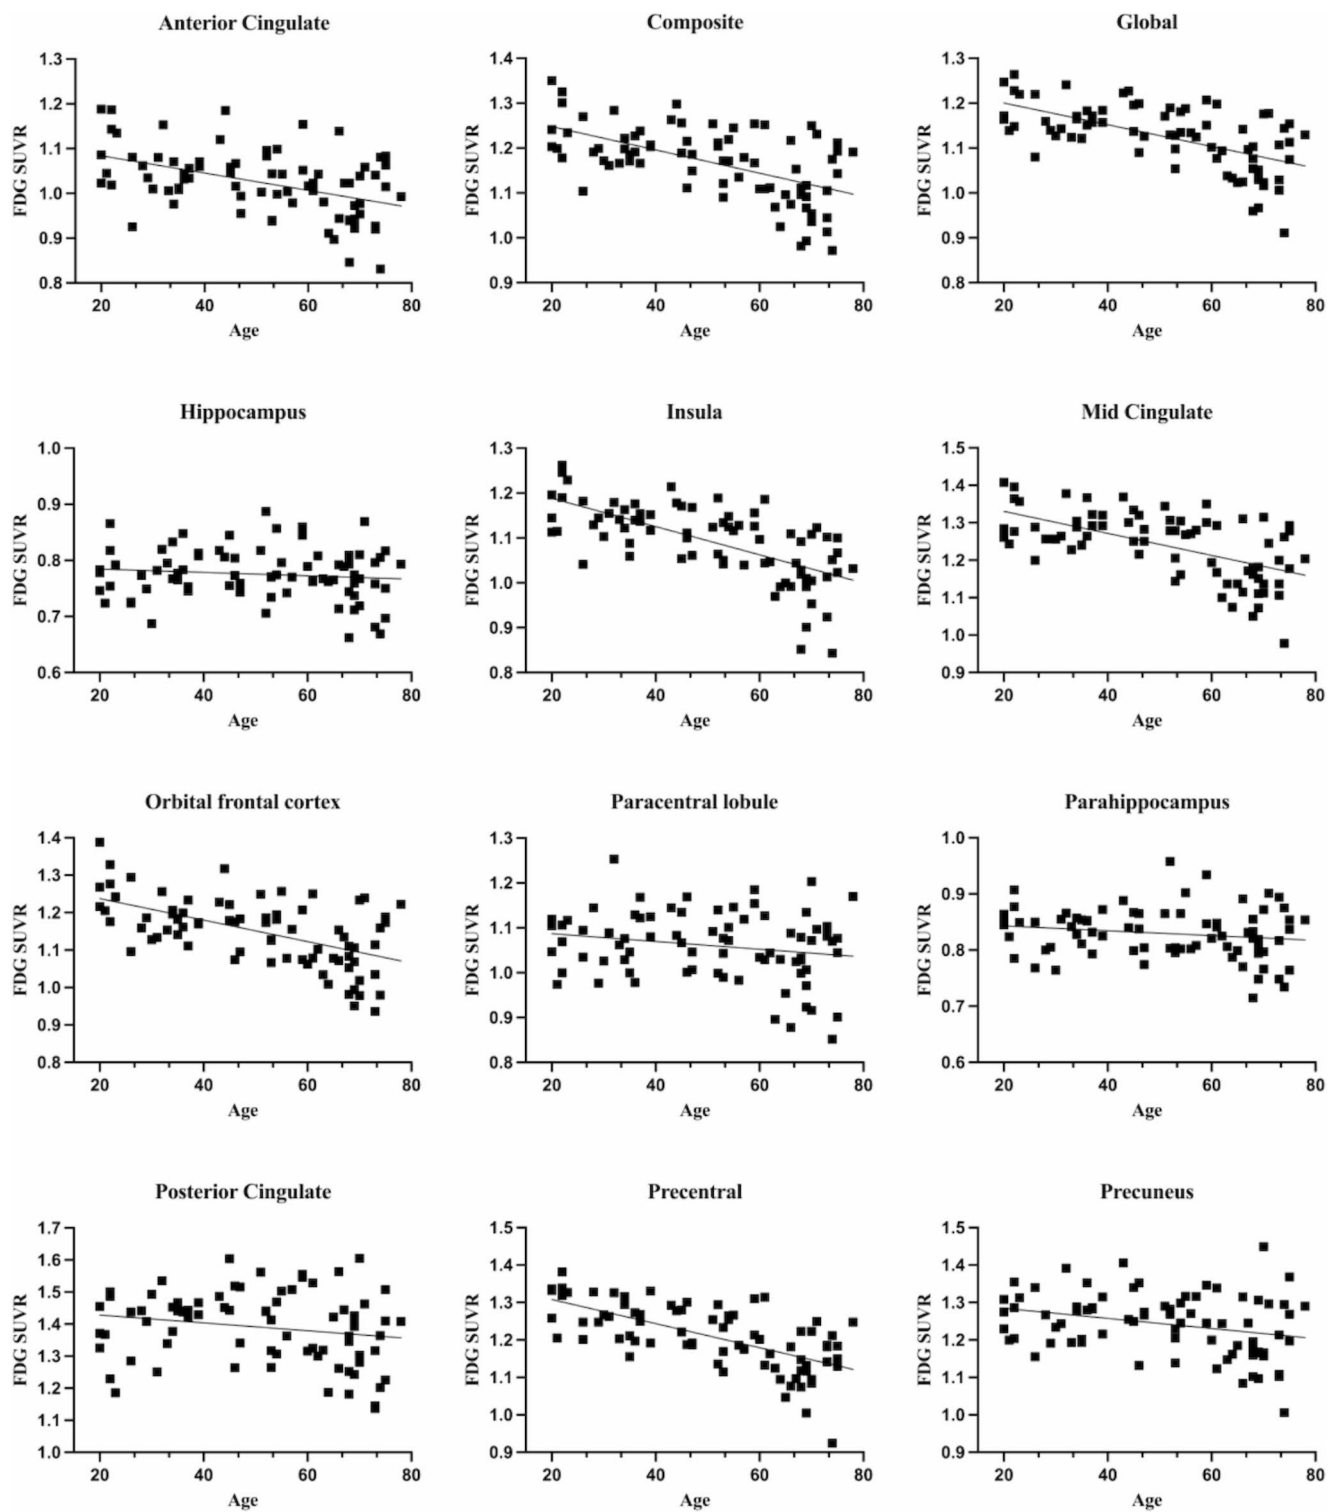 Anterior Cingulate
FDG SUVR
1.3
1.2
1.1
1.0
0.9
0.8
20 40 60 80
Age
Composite
FDG SUVR
1.4
1.3
1.2
1.1
1.0
0.9
20 40 60 80
Age
Global
FDG SUVR
1.3
1.2
1.1
1.0
0.9
0.8
20 40 60 80
Age
Hippocampus
FDG SUVR
1.0
0.9
0.8
0.7
0.6
20 40 60 80
Age
Insula
FDG SUVR
1.3
1.2
1.1
1.0
0.9
0.8
20 40 60 80
Age
Mid Cingulate
FDG SUVR
1.5
1.4
1.3
1.2
1.1
1.0
0.9
20 40 60 80
Age
Orbital frontal cortex
FDG SUVR
1.4
1.3
1.2
1.1
1.0
0.9
0.8
20 40 60 80
Age
Paracentral lobule
FDG SUVR
1.3
1.2
1.1
1.0
0.9
0.8
20 40 60 80
Age
Parahippocampus
FDG SUVR
1.0
0.9
0.8
0.7
0.6
20 40 60 80
Age
Posterior Cingulate
FDG SUVR
1.7
1.6
1.5
1.4
1.3
1.2
1.1
1.0
20 40 60 80
Age
Precentral
FDG SUVR
1.5
1.4
1.3
1.2
1.1
1.0
0.9
20 40 60 80
Age
Precuneus
FDG SUVR
1.5
1.4
1.3
1.2
1.1
1.0
0.9
20 40 60 80
Age